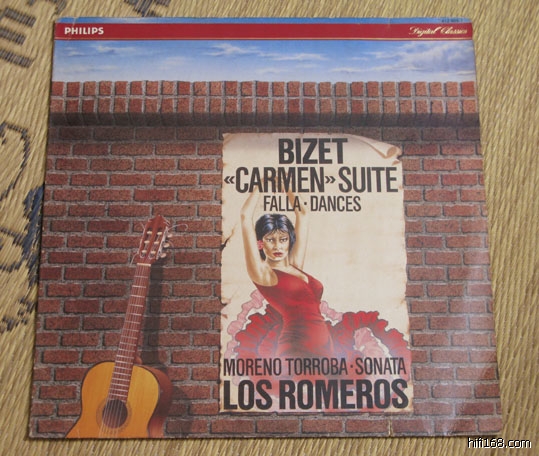 PHILIPS
Digital Classics
BIZET
«CARMEN» SUITE
FALLA · DANCES
MORENO TORROBA · SONATA
LOS ROMEROS
hifi168.com